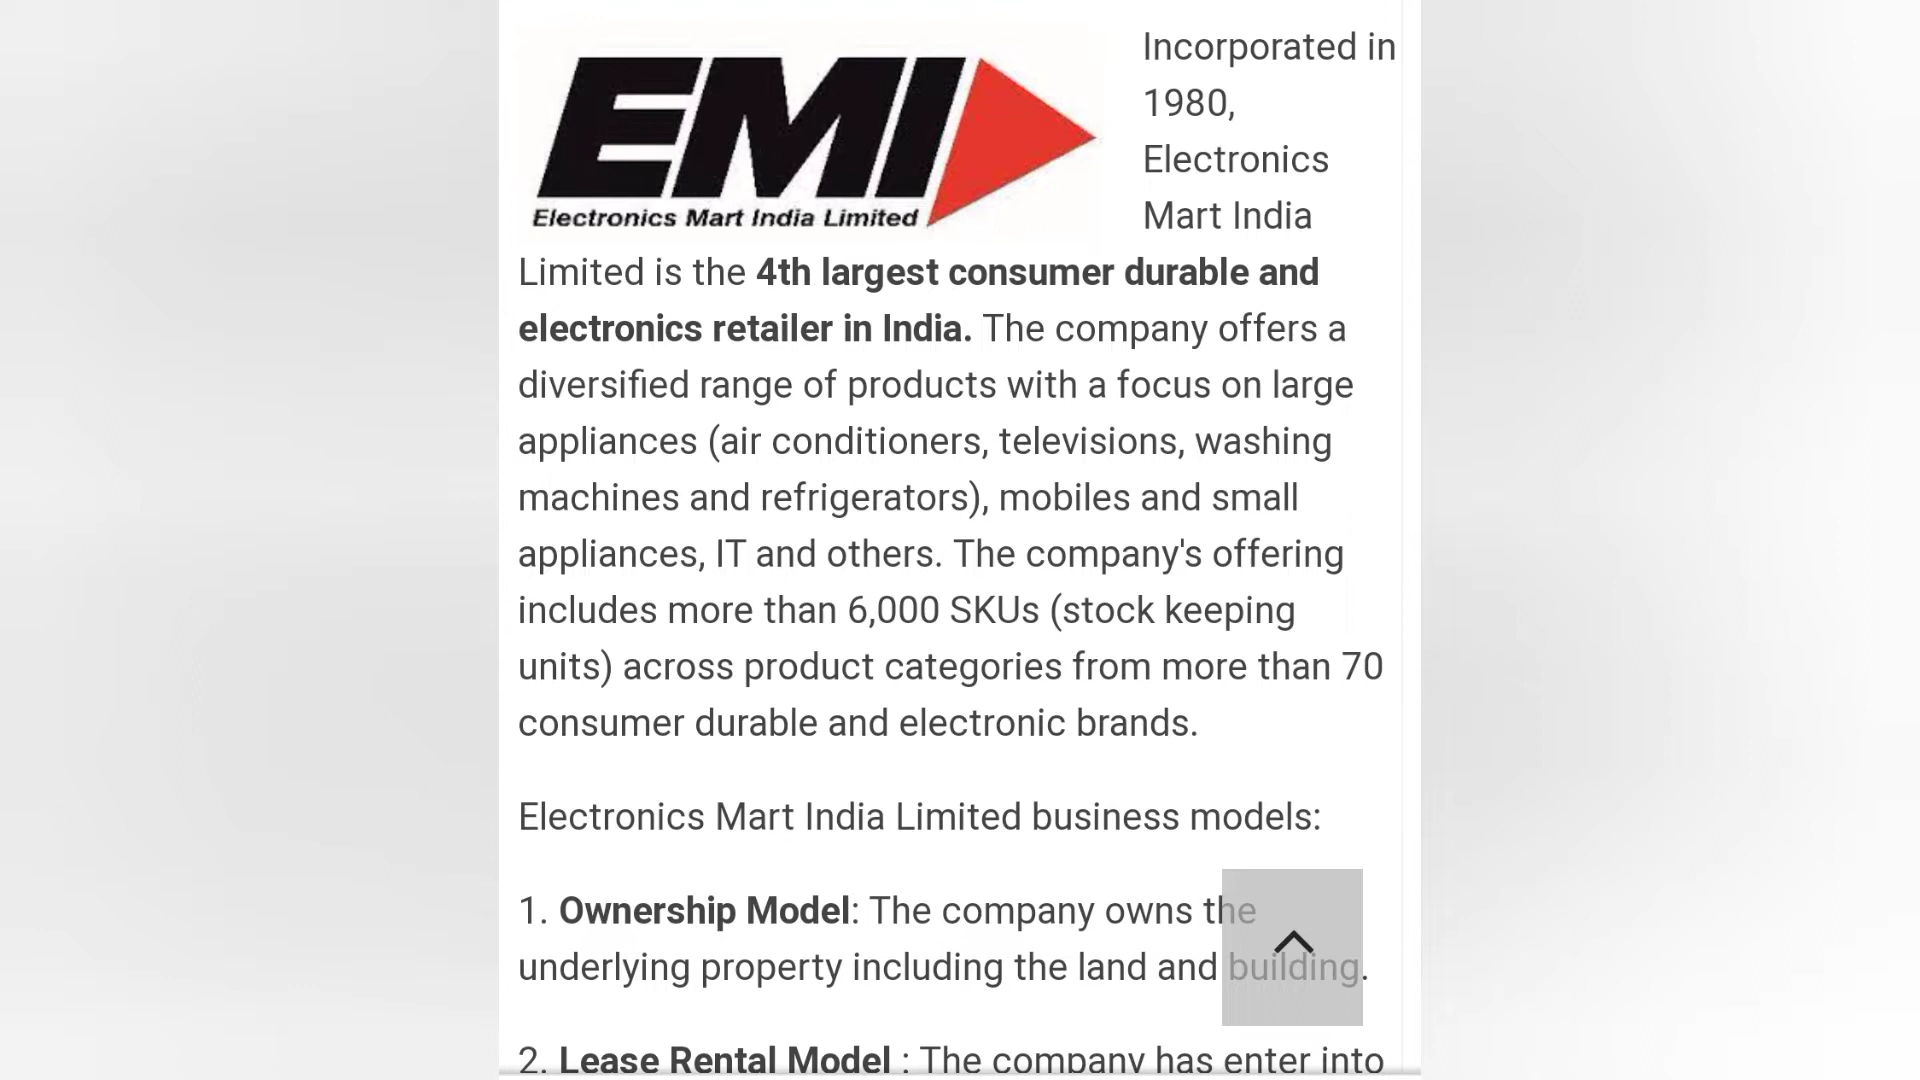 EMI
Electronics Mart India Limited
Incorporated in
1980,
Electronics
Mart India
Limited is the 4th largest consumer durable and
electronics retailer in India. The company offers a
diversified range of products with a focus on large
appliances (air conditioners, televisions, washing
machines and refrigerators), mobiles and small
appliances, IT and others. The company's offering
includes more than 6,000 SKUs (stock keeping
units) across product categories from more than 70
consumer durable and electronic brands.
Electronics Mart India Limited business models:
1. Ownership Model: The company owns the
underlying property including the land and building.
2. Lease Rental Model : The company has enter into